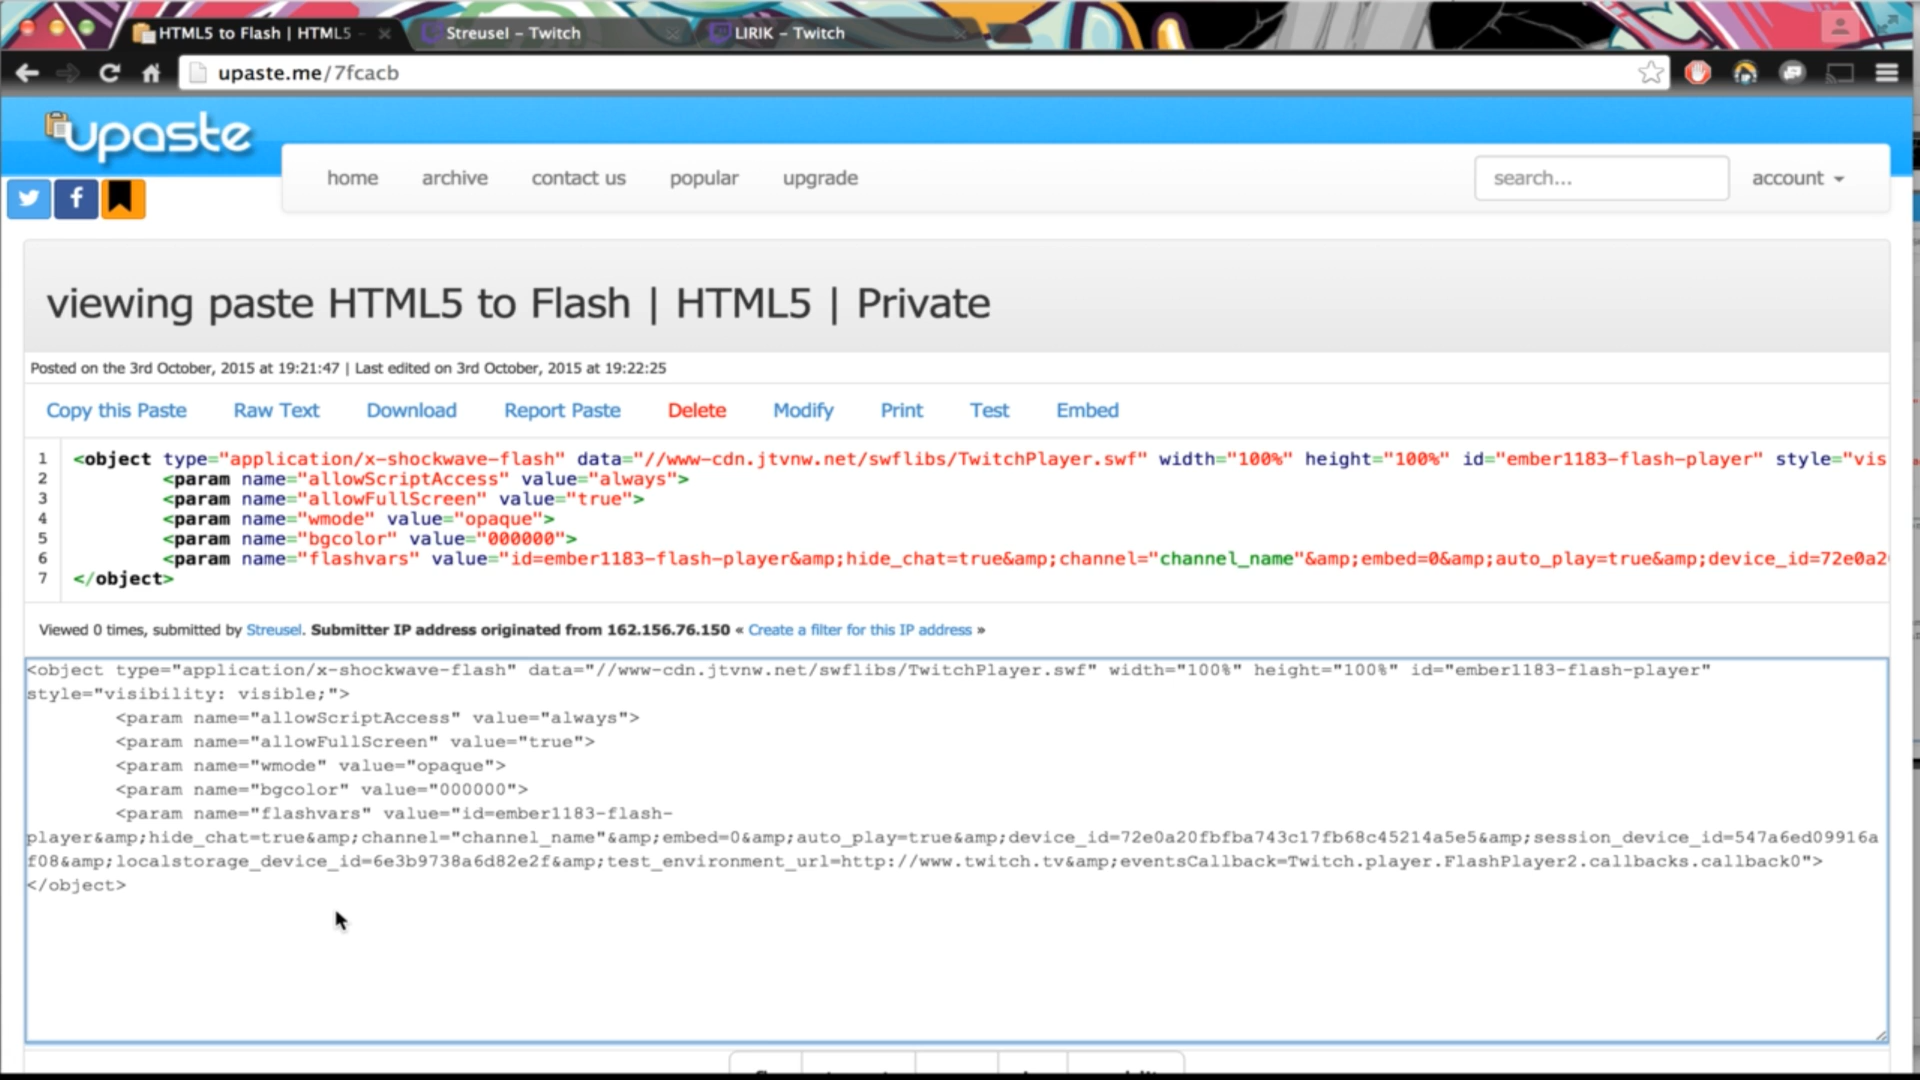 HTML5 to Flash | HTML5 -
Streusel – Twitch
LIRIK – Twitch
upaste.me/7fcacb
upaste
home archive contact us popular upgrade search... account
viewing paste HTML5 to Flash | HTML5 | Private
Posted on the 3rd October, 2015 at 19:21:47 | Last edited on 3rd October, 2015 at 19:22:25
Copy this Paste Raw Text Download Report Paste Delete Modify Print Test Embed
1 <object type="application/x-shockwave-flash" data="//www-cdn.jtvnw.net/swflibs/TwitchPlayer.swf" width="100%" height="100%" id="ember1183-flash-player" style="vis
2 <param name="allowScriptAccess" value="always">
3 <param name="allowFullScreen" value="true">
4 <param name="wmode" value="opaque">
5 <param name="bgcolor" value="000000">
6 <param name="flashvars" value="id=ember1183-flash-player&amp;hide_chat=true&amp;channel="channel_name"&amp;embed=0&amp;auto_play=true&amp;device_id=72e0a2
7 </object>
Viewed 0 times, submitted by Streusel. Submitter IP address originated from 162.156.76.150 « Create a filter for this IP address »
<object type="application/x-shockwave-flash" data="//www-cdn.jtvnw.net/swflibs/TwitchPlayer.swf" width="100%" height="100%" id="ember1183-flash-player"
style="visibility: visible;">
<param name="allowScriptAccess" value="always">
<param name="allowFullScreen" value="true">
<param name="wmode" value="opaque">
<param name="bgcolor" value="000000">
<param name="flashvars" value="id=ember1183-flash-
player&amp;hide_chat=true&amp;channel="channel_name"&amp;embed=0&amp;auto_play=true&amp;device_id=72e0a20fbfba743c17fb68c45214a5e5&amp;session_device_id=547a6ed09916a
f08&amp;localstorage_device_id=6e3b9738a6d82e2f&amp;test_environment_url=http://www.twitch.tv&amp;eventsCallback=Twitch.player.FlashPlayer2.callbacks.callback0">
</object>